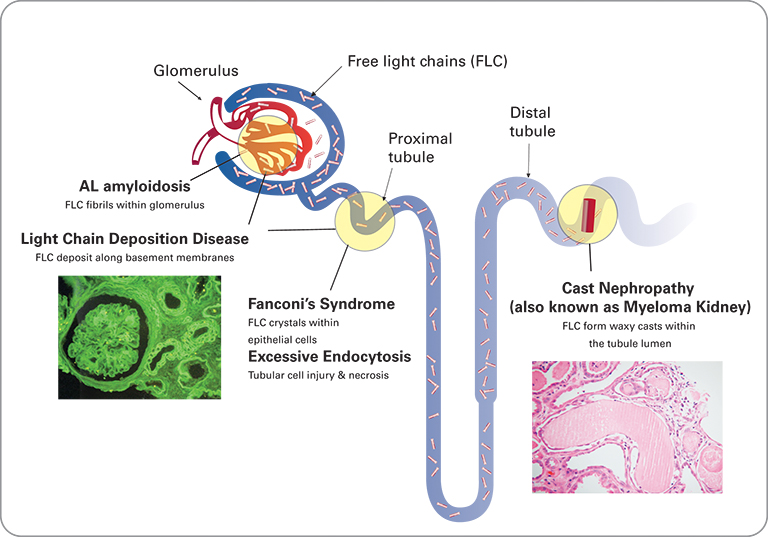 Glomerulus
Free light chains (FLC)
Proximal
tubule
Distal
tubule
AL amyloidosis
FLC fibrils within glomerulus
Light Chain Deposition Disease
FLC deposit along basement membranes
Fanconi's Syndrome
FLC crystals within
epithelial cells
Excessive Endocytosis
Tubular cell injury & necrosis
Cast Nephropathy
(also known as Myeloma Kidney)
FLC form waxy casts within
the tubule lumen